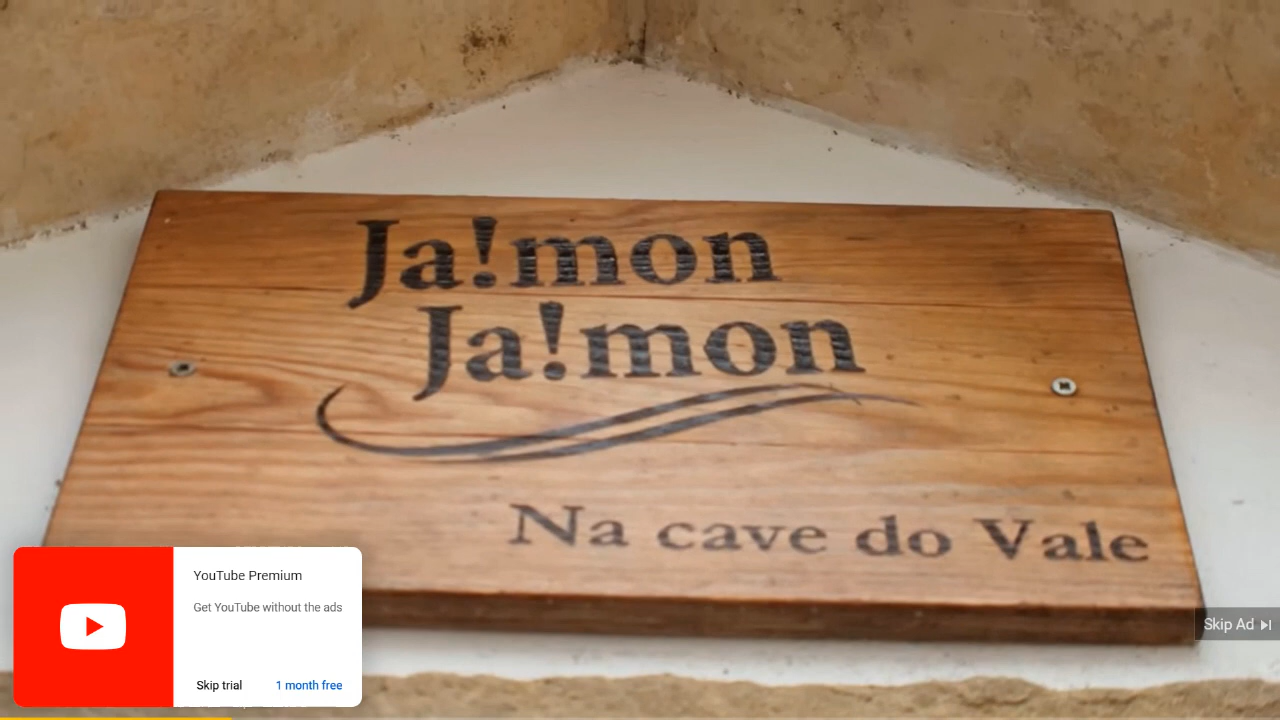 Ja!mon
Ja!mon
Na cave do Vale
YouTube Premium
Get YouTube without the ads
Skip trial
1 month free
Skip Ad